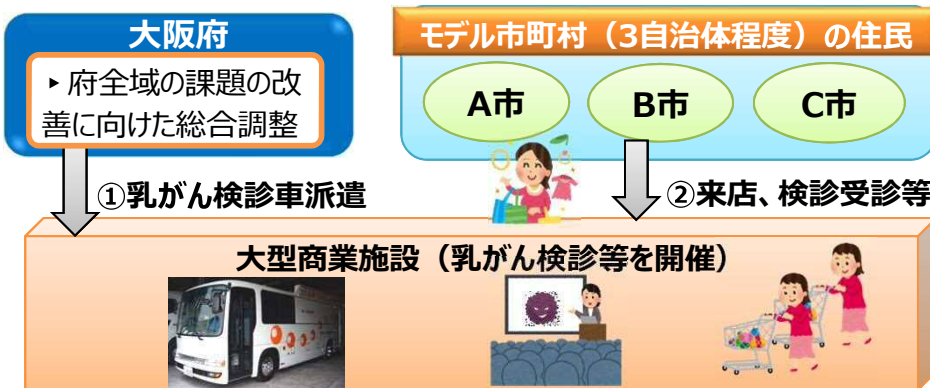 大阪府
▸ 府全域の課題の改
善に向けた総合調整
モデル市町村（3自治体程度）の住民
A市
B市
C市
①乳がん検診車派遣
②来店、検診受診等
大型商業施設（乳がん検診等を開催）